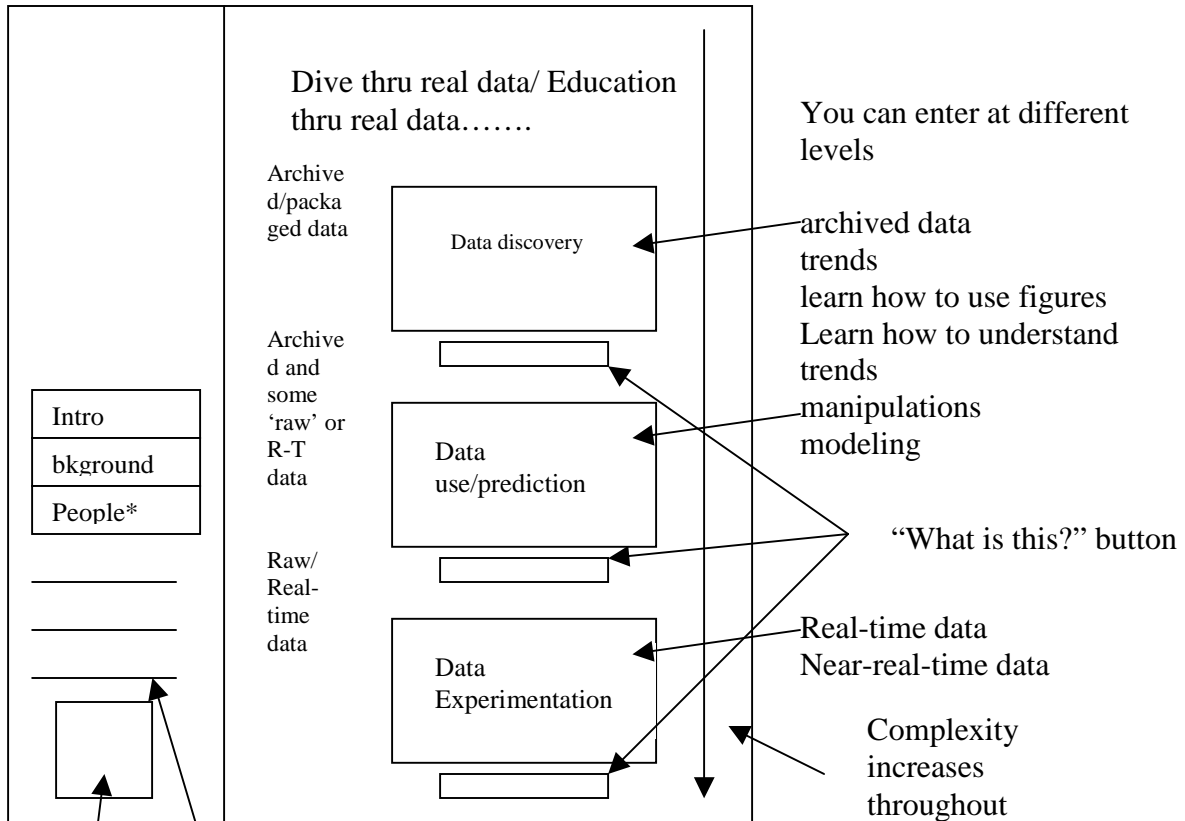 Dive thru real data/ Education
thru real data…….
Archive
d/packa
ged data
Data discovery
Archive
d and
some
‘raw’ or
R-T
data
Data
use/prediction
Raw/
Real-
time
data
Data
Experimentation
Intro
bkground
People*
You can enter at different
levels
archived data
trends
learn how to use figures
Learn how to understand
trends
manipulations
modeling
“What is this?” button
Real-time data
Near-real-time data
Complexity
increases
throughout